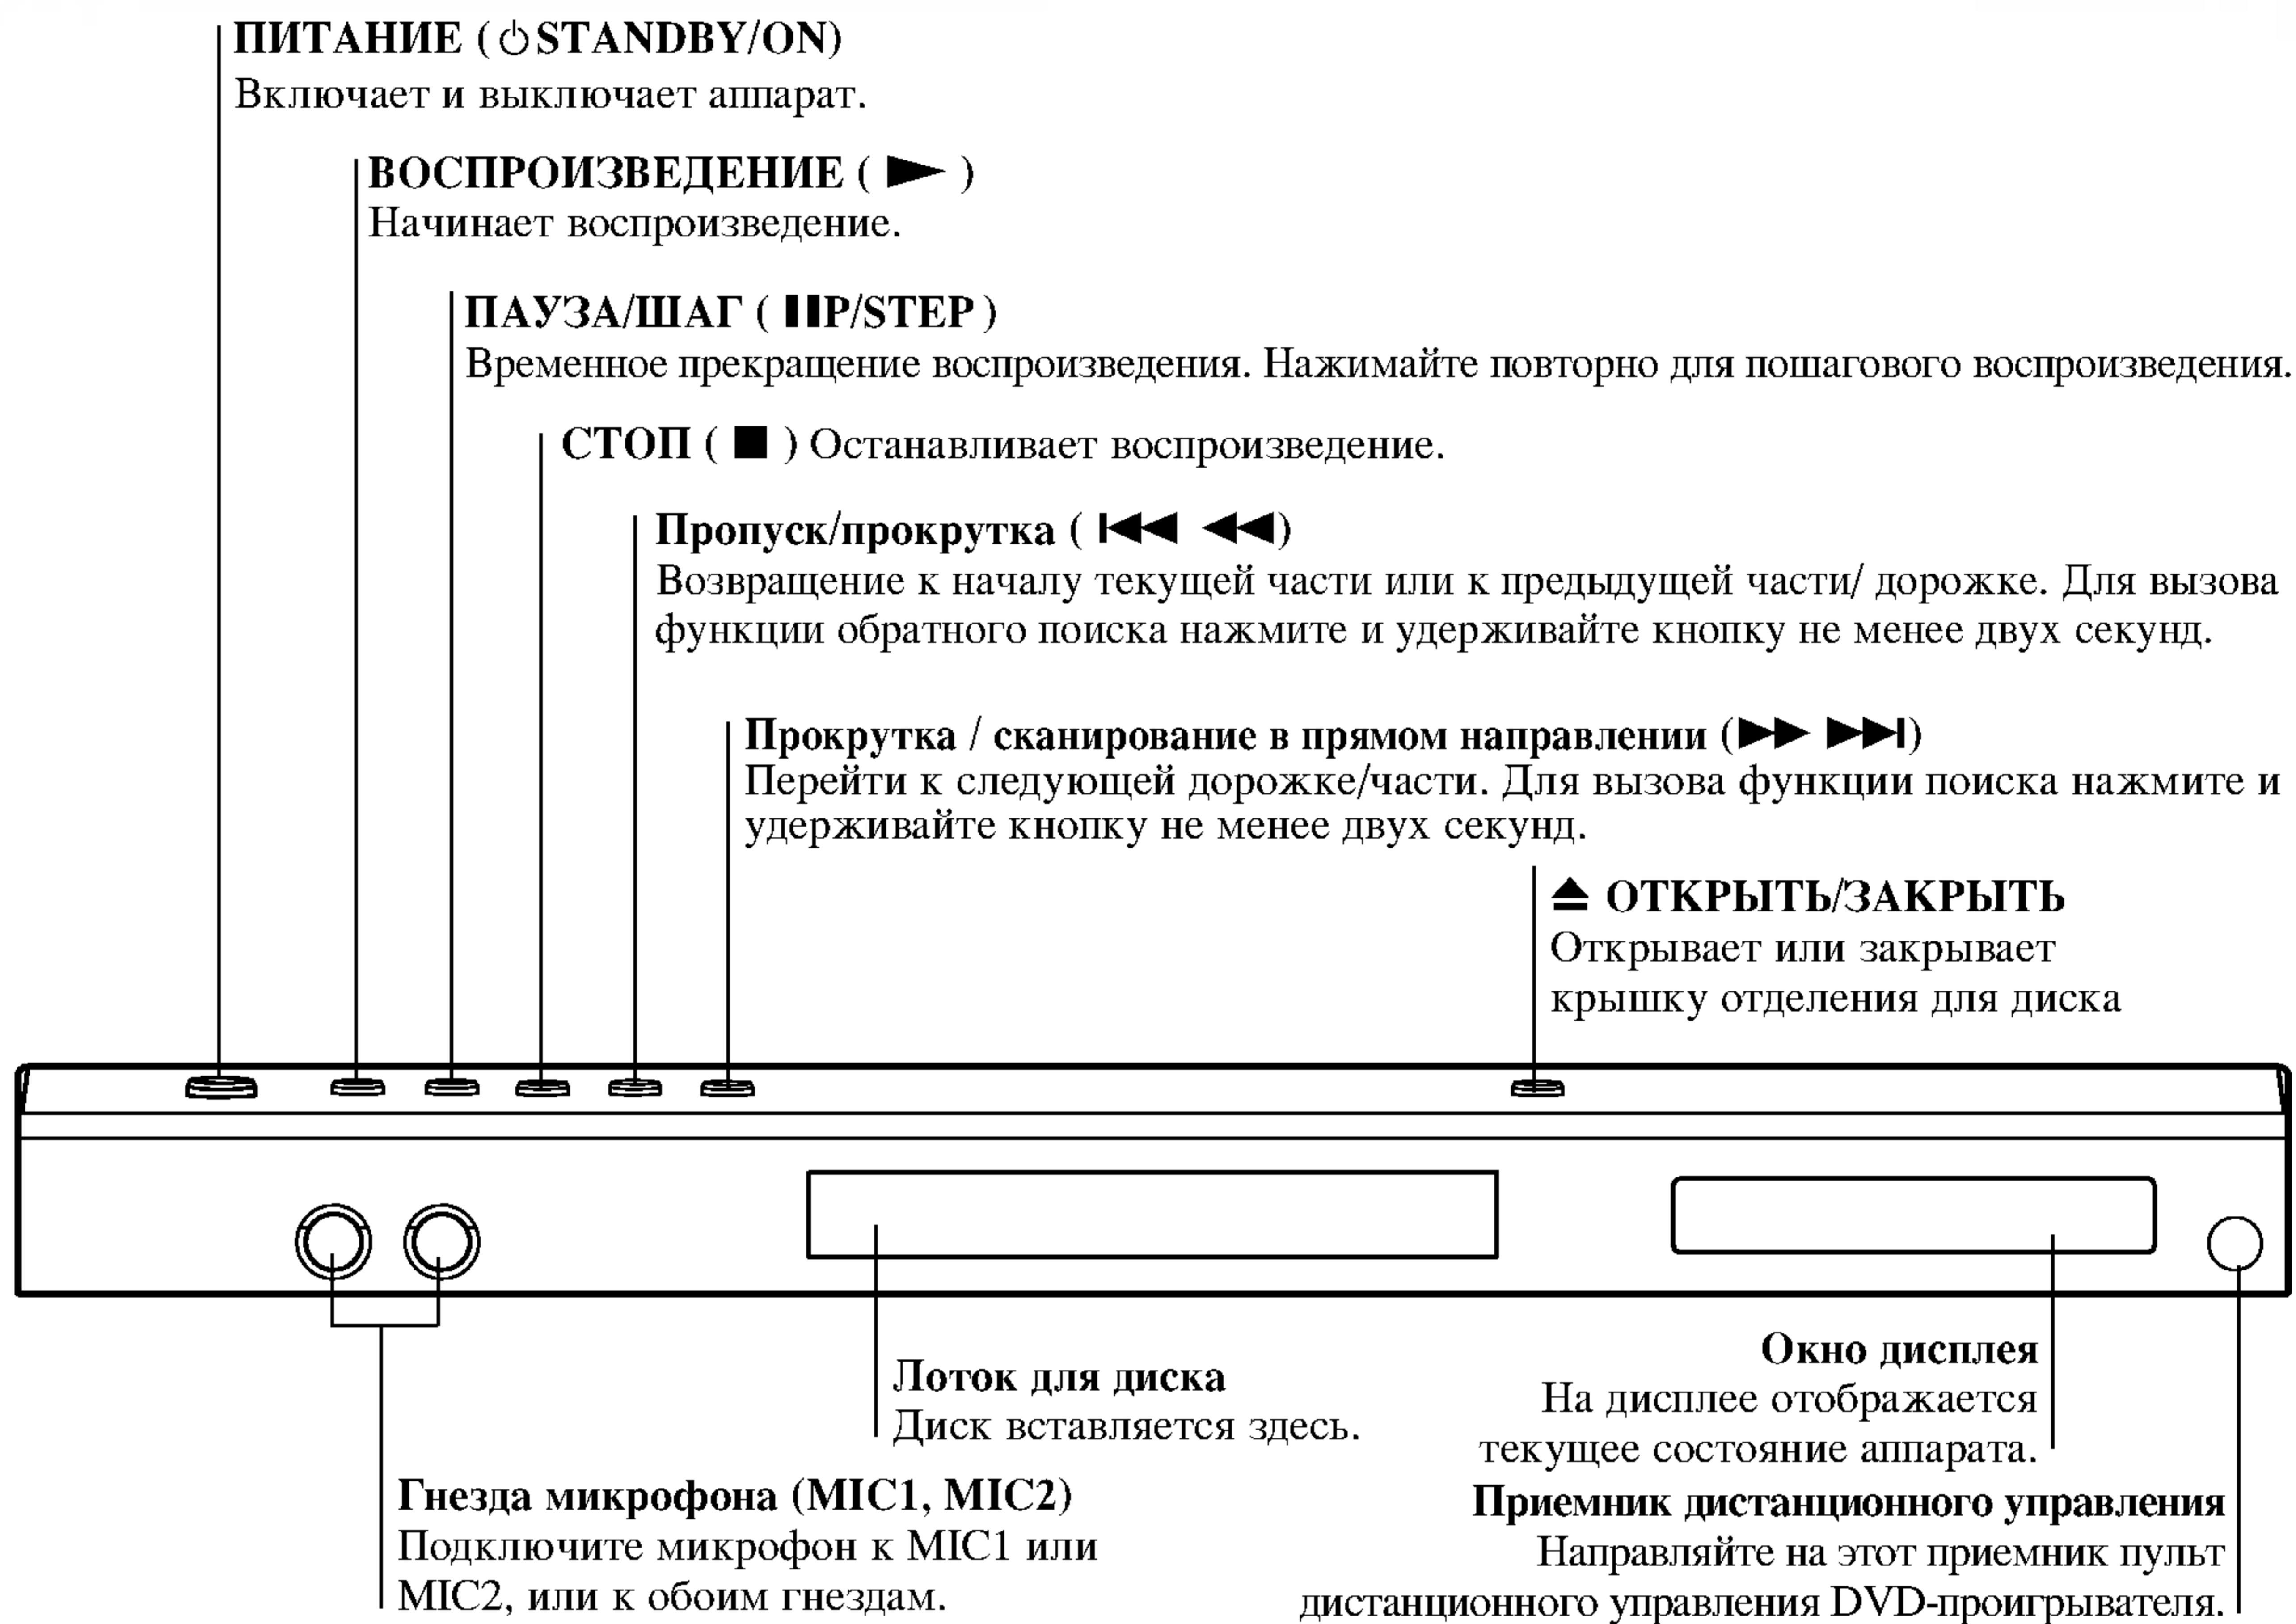 ПИТАНИЕ (⏻STANDBY/ON)
Включает и выключает аппарат.
ВОСПРОИЗВЕДЕНИЕ ( ► )
Начинает воспроизведение.
ПАУЗА/ШАГ ( ❚❚P/STEP )
Временное прекращение воспроизведения. Нажимайте повторно для пошагового воспроизведения.
СТОП ( ■ ) Останавливает воспроизведение.
Пропуск/прокрутка ( I◄◄ ◄◄)
Возвращение к началу текущей части или к предыдущей части/ дорожке. Для вызова
функции обратного поиска нажмите и удерживайте кнопку не менее двух секунд.
Прокрутка / сканирование в прямом направлении (►► ►►I)
Перейти к следующей дорожке/части. Для вызова функции поиска нажмите и
удерживайте кнопку не менее двух секунд.
⏏ ОТКРЫТЬ/ЗАКРЫТЬ
Открывает или закрывает
крышку отделения для диска
Лоток для диска
Диск вставляется здесь.
Окно дисплея
На дисплее отображается
текущее состояние аппарата.
Гнезда микрофона (MIC1, MIC2)
Подключите микрофон к MIC1 или
MIC2, или к обоим гнездам.
Приемник дистанционного управления
Направляйте на этот приемник пульт
дистанционного управления DVD-проигрывателя.